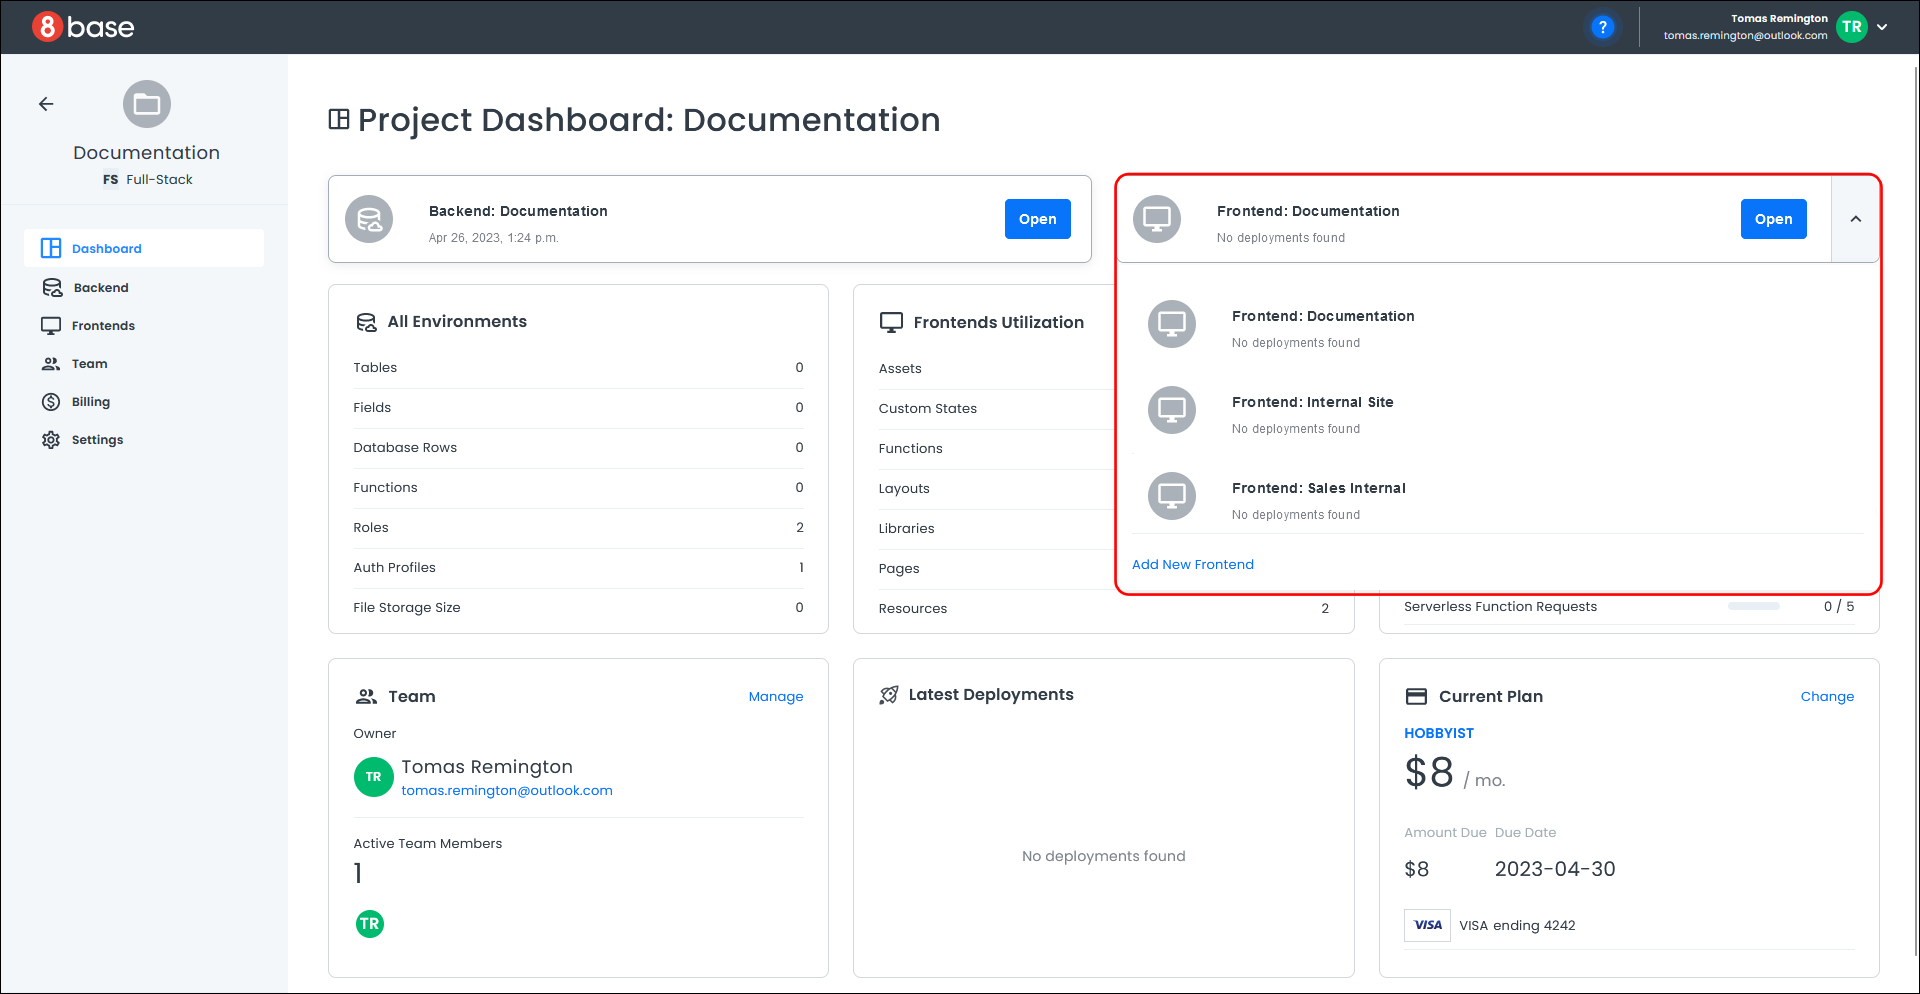 8base
?
Tomas Remington
tomas.remington@outlook.com
TR
Documentation
FS Full-Stack
Dashboard
Backend
Frontends
Team
Billing
Settings
Project Dashboard: Documentation
Backend: Documentation
Apr 26, 2023, 1:24 p.m.
Open
Frontend: Documentation
No deployments found
Open
Frontend: Documentation
No deployments found
Frontend: Internal Site
No deployments found
Frontend: Sales Internal
No deployments found
Add New Frontend
All Environments
Tables 0
Fields 0
Database Rows 0
Functions 0
Roles 2
Auth Profiles 1
File Storage Size 0
Frontends Utilization
Assets
Custom States
Functions
Layouts
Libraries
Pages
Resources 2
Serverless Function Requests 0 / 5
Team Manage
Owner
TR
Tomas Remington
tomas.remington@outlook.com
Active Team Members
1
TR
Latest Deployments
No deployments found
Current Plan Change
HOBBYIST
$8 / mo.
Amount Due Due Date
$8 2023-04-30
VISA VISA ending 4242